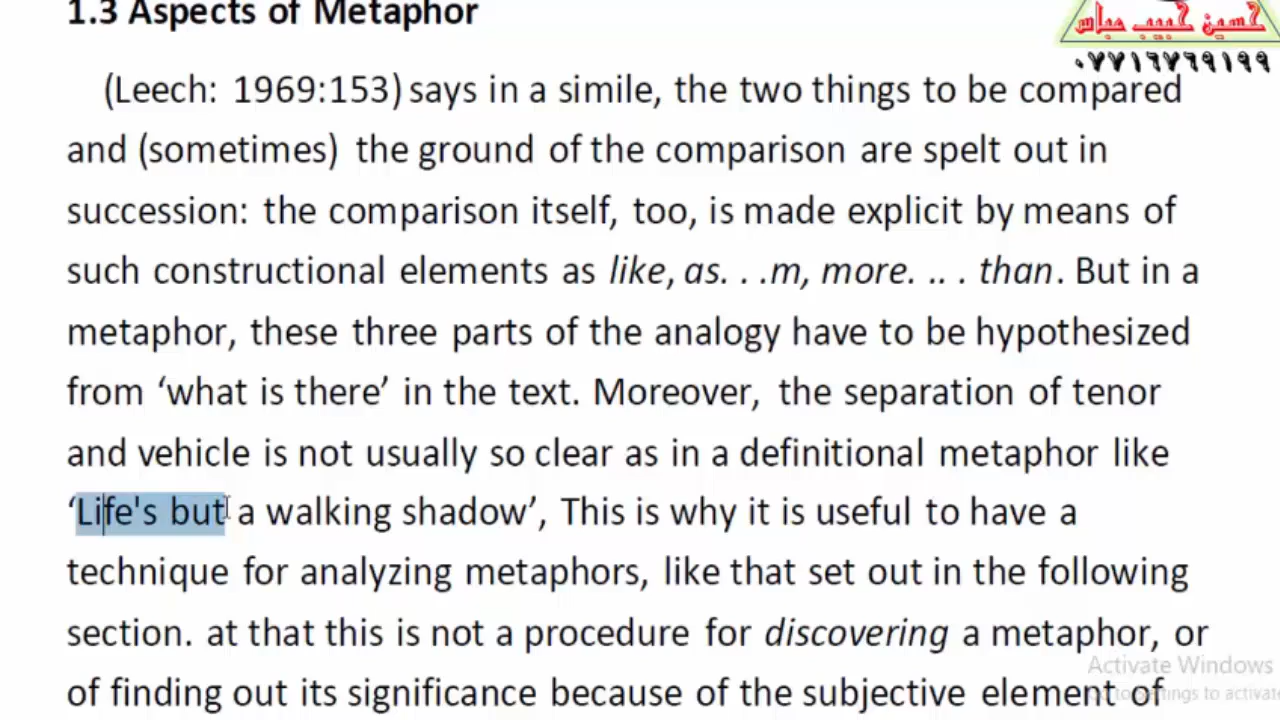 1.3 Aspects of Metaphor
حسين حبيب عباس
٠٧٧١٦٧٦٩١٩٩
(Leech: 1969:153) says in a simile, the two things to be compared
and (sometimes) the ground of the comparison are spelt out in
succession: the comparison itself, too, is made explicit by means of
such constructional elements as like, as. . .m, more. .. . than. But in a
metaphor, these three parts of the analogy have to be hypothesized
from ‘what is there’ in the text. Moreover, the separation of tenor
and vehicle is not usually so clear as in a definitional metaphor like
‘Life's but a walking shadow’, This is why it is useful to have a
technique for analyzing metaphors, like that set out in the following
section. at that this is not a procedure for discovering a metaphor, or
Activate Windows
of finding out its significance because of the subjective element of
Go to Settings to activate